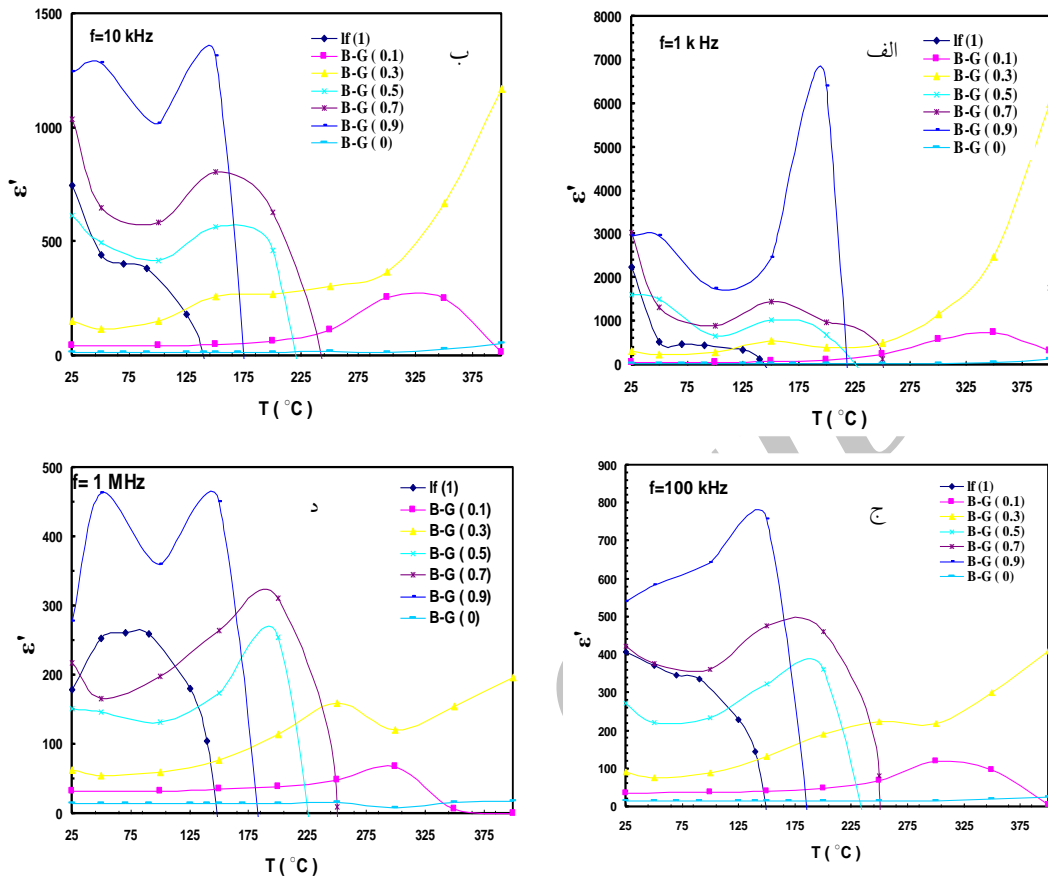 f=10 kHz
ب
If (1)
B-G ( 0.1)
B-G ( 0.3)
B-G ( 0.5)
B-G ( 0.7)
B-G ( 0.9)
B-G ( 0)
ε'
1500
1000
500
0
25 75 125 175 225 275 325 375
T ( °C)
f=1 k Hz
الف
If (1)
B-G ( 0.1)
B-G ( 0.3)
B-G ( 0.5)
B-G ( 0.7)
B-G ( 0.9)
B-G ( 0)
ε'
8000
7000
6000
5000
4000
3000
2000
1000
0
25 75 125 175 225 275 325 375
T ( °C)
f= 1 MHz
د
If (1)
B-G ( 0.1)
B-G ( 0.3)
B-G ( 0.5)
B-G ( 0.7)
B-G ( 0.9)
B-G ( 0)
ε'
500
450
400
350
300
250
200
150
100
50
0
25 75 125 175 225 275 325 375
T ( °C)
f=100 kHz
ج
If (1)
B-G ( 0.1)
B-G ( 0.3)
B-G ( 0.5)
B-G ( 0.7)
B-G ( 0.9)
B-G ( 0)
ε'
900
800
700
600
500
400
300
200
100
0
25 75 125 175 225 275 325 375
T ( °C)